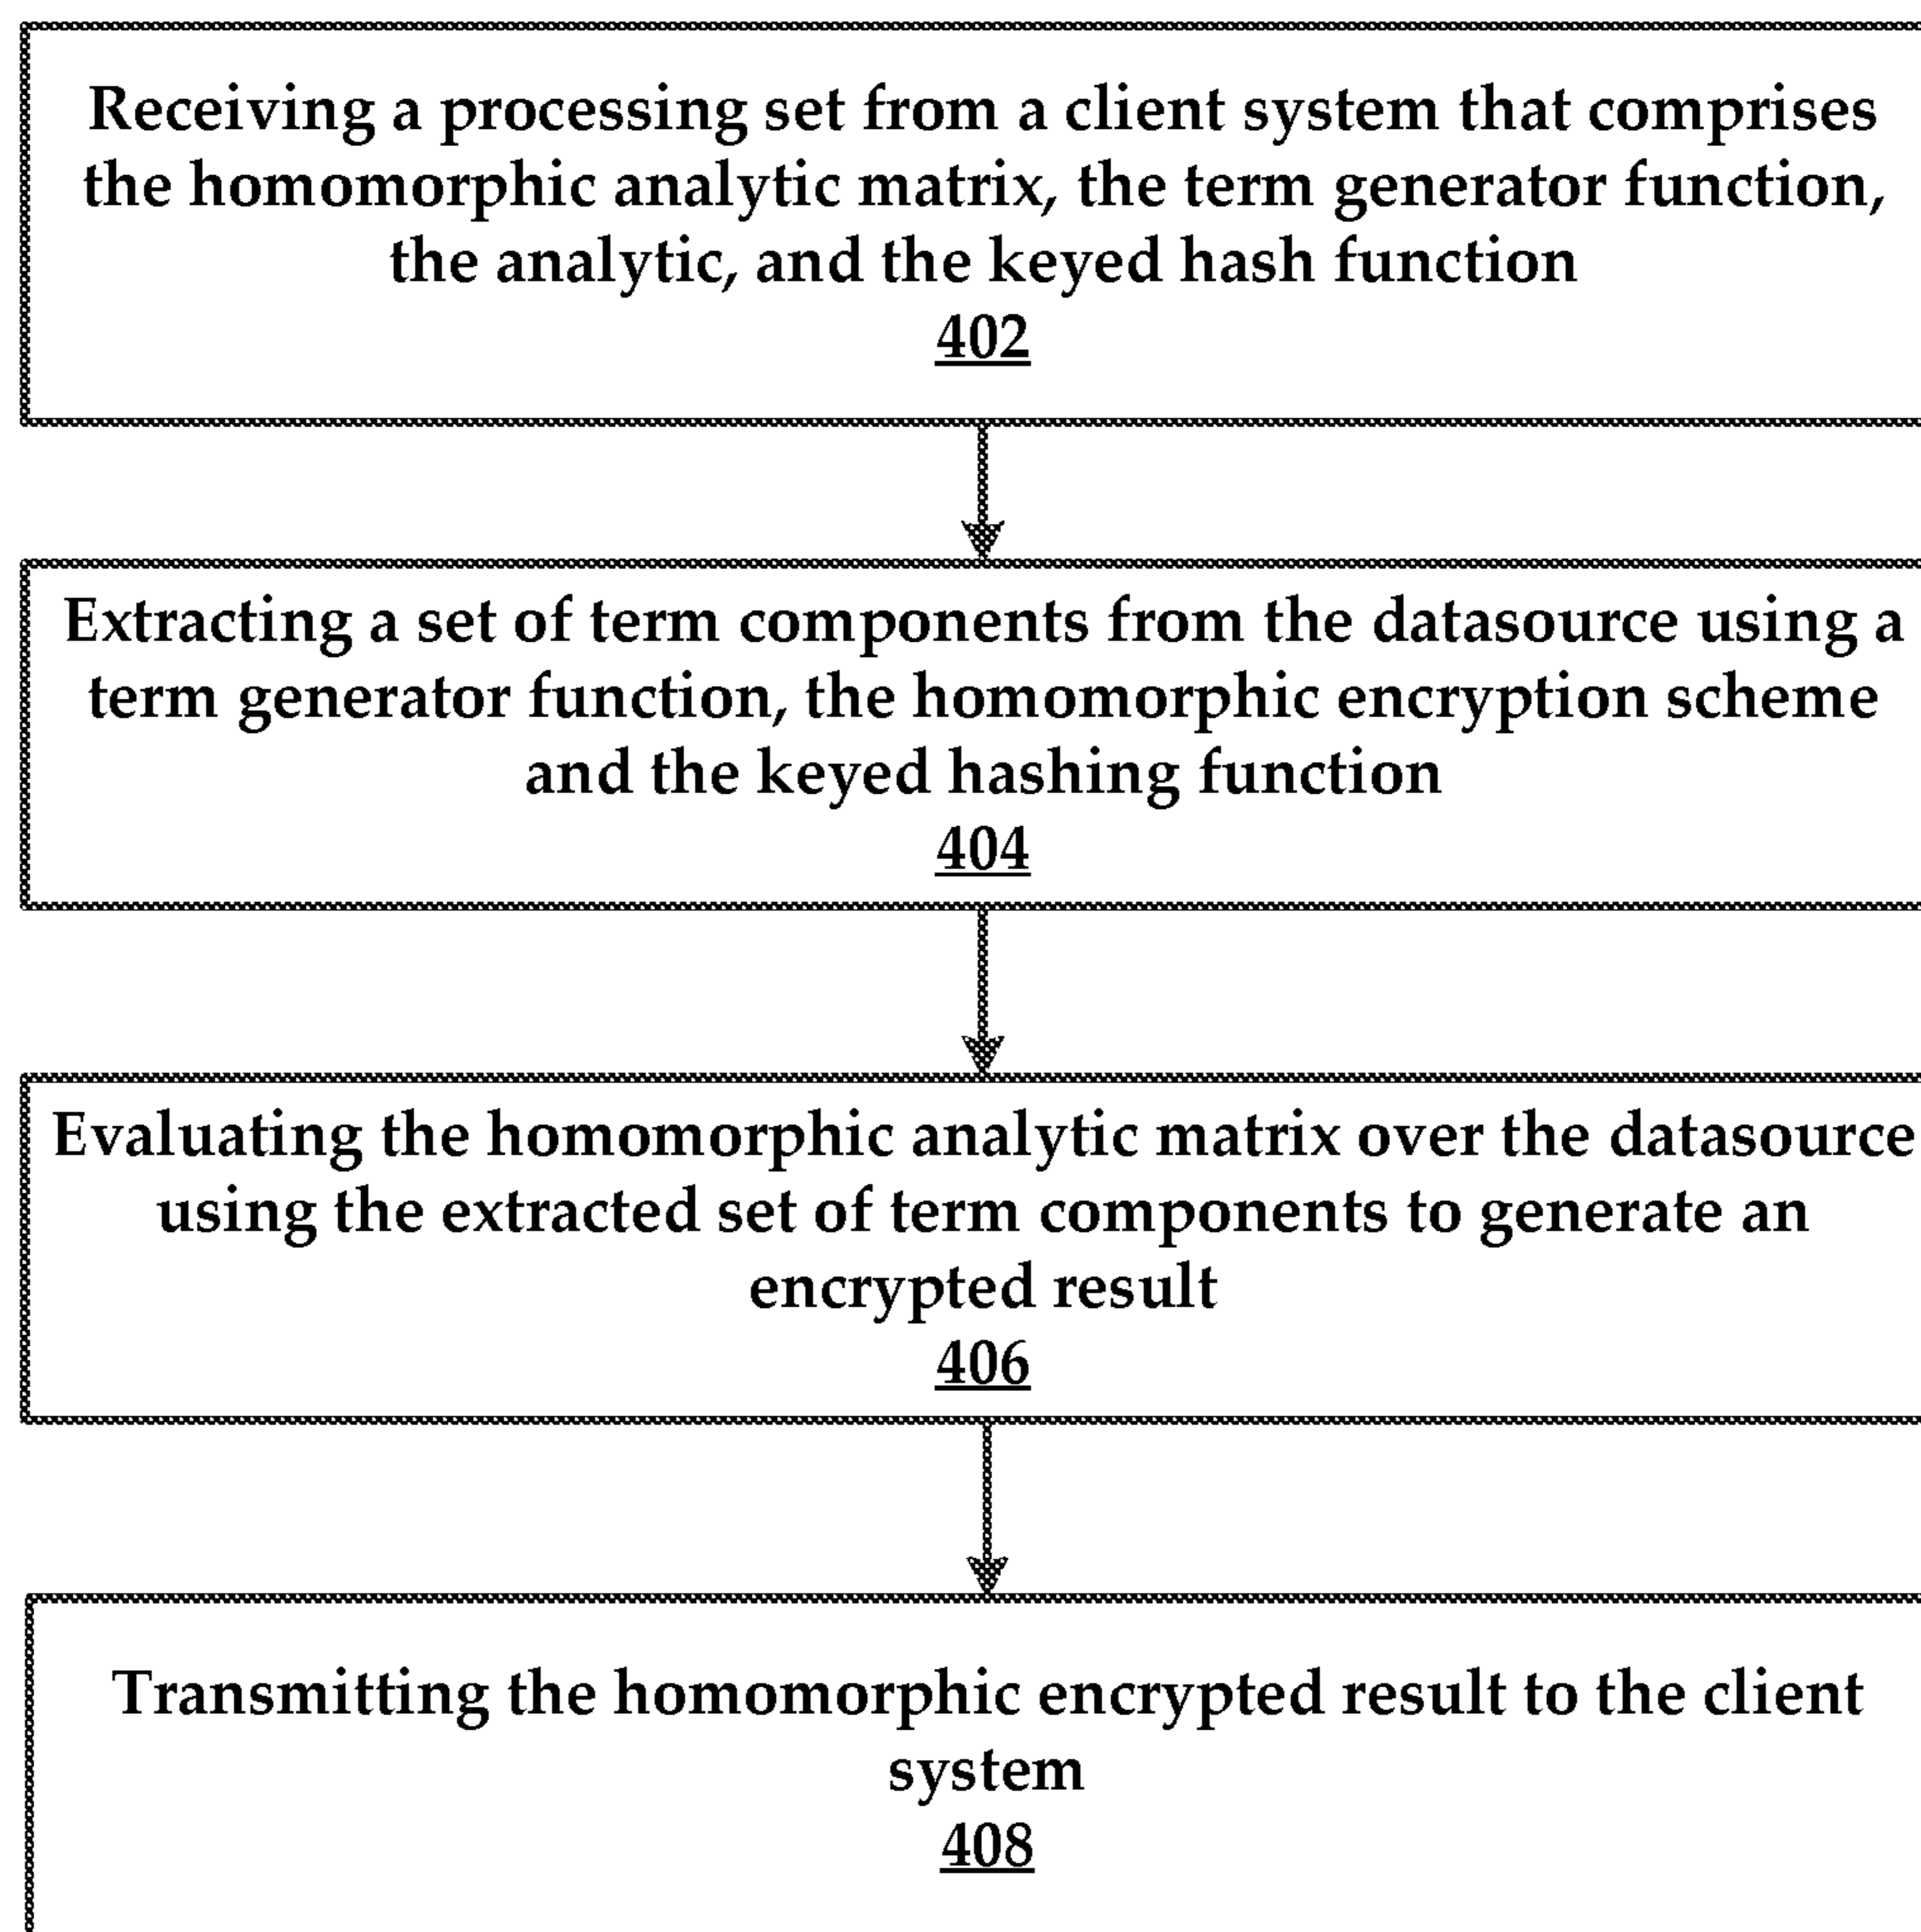 Receiving a processing set from a client system that comprises
the homomorphic analytic matrix, the term generator function,
the analytic, and the keyed hash function
402
Extracting a set of term components from the datasource using a
term generator function, the homomorphic encryption scheme
and the keyed hashing function
404
Evaluating the homomorphic analytic matrix over the datasource
using the extracted set of term components to generate an
encrypted result
406
Transmitting the homomorphic encrypted result to the client
system
408